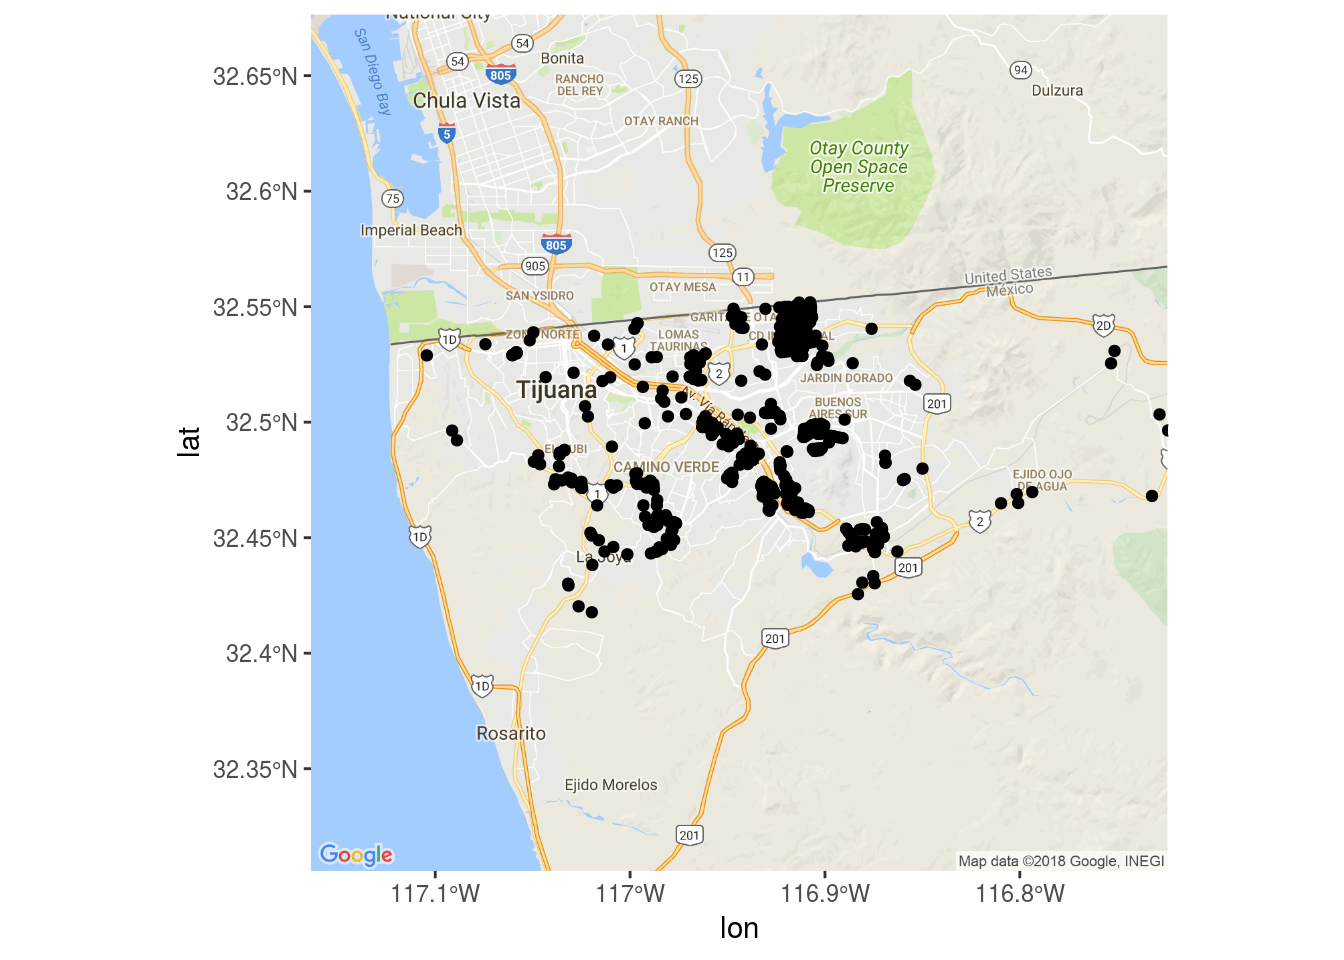 National City
San Diego Bay
54
54
Bonita
805
RANCHO
DEL REY
125
94
Dulzura
32.65°N
Chula Vista
5
OTAY RANCH
Otay County
Open Space
Preserve
32.6°N
75
Imperial Beach
805
125
905
11
United States
México
OTAY MESA
SAN YSIDRO
32.55°N
1D
ZONA NORTE
LOMAS
TAURINAS
1
2
2D
JARDIN DORADO
Tijuana
201
BUENOS
AIRES SUR
32.5°N
CAMINO VERDE
EJIDO OJO
DE AGUA
1
2
32.45°N
1D
La Joya
201
lat
32.4°N
201
1D
Rosarito
32.35°N
Ejido Morelos
201
Google
Map data ©2018 Google, INEGI
117.1°W
117°W
116.9°W
116.8°W
lon